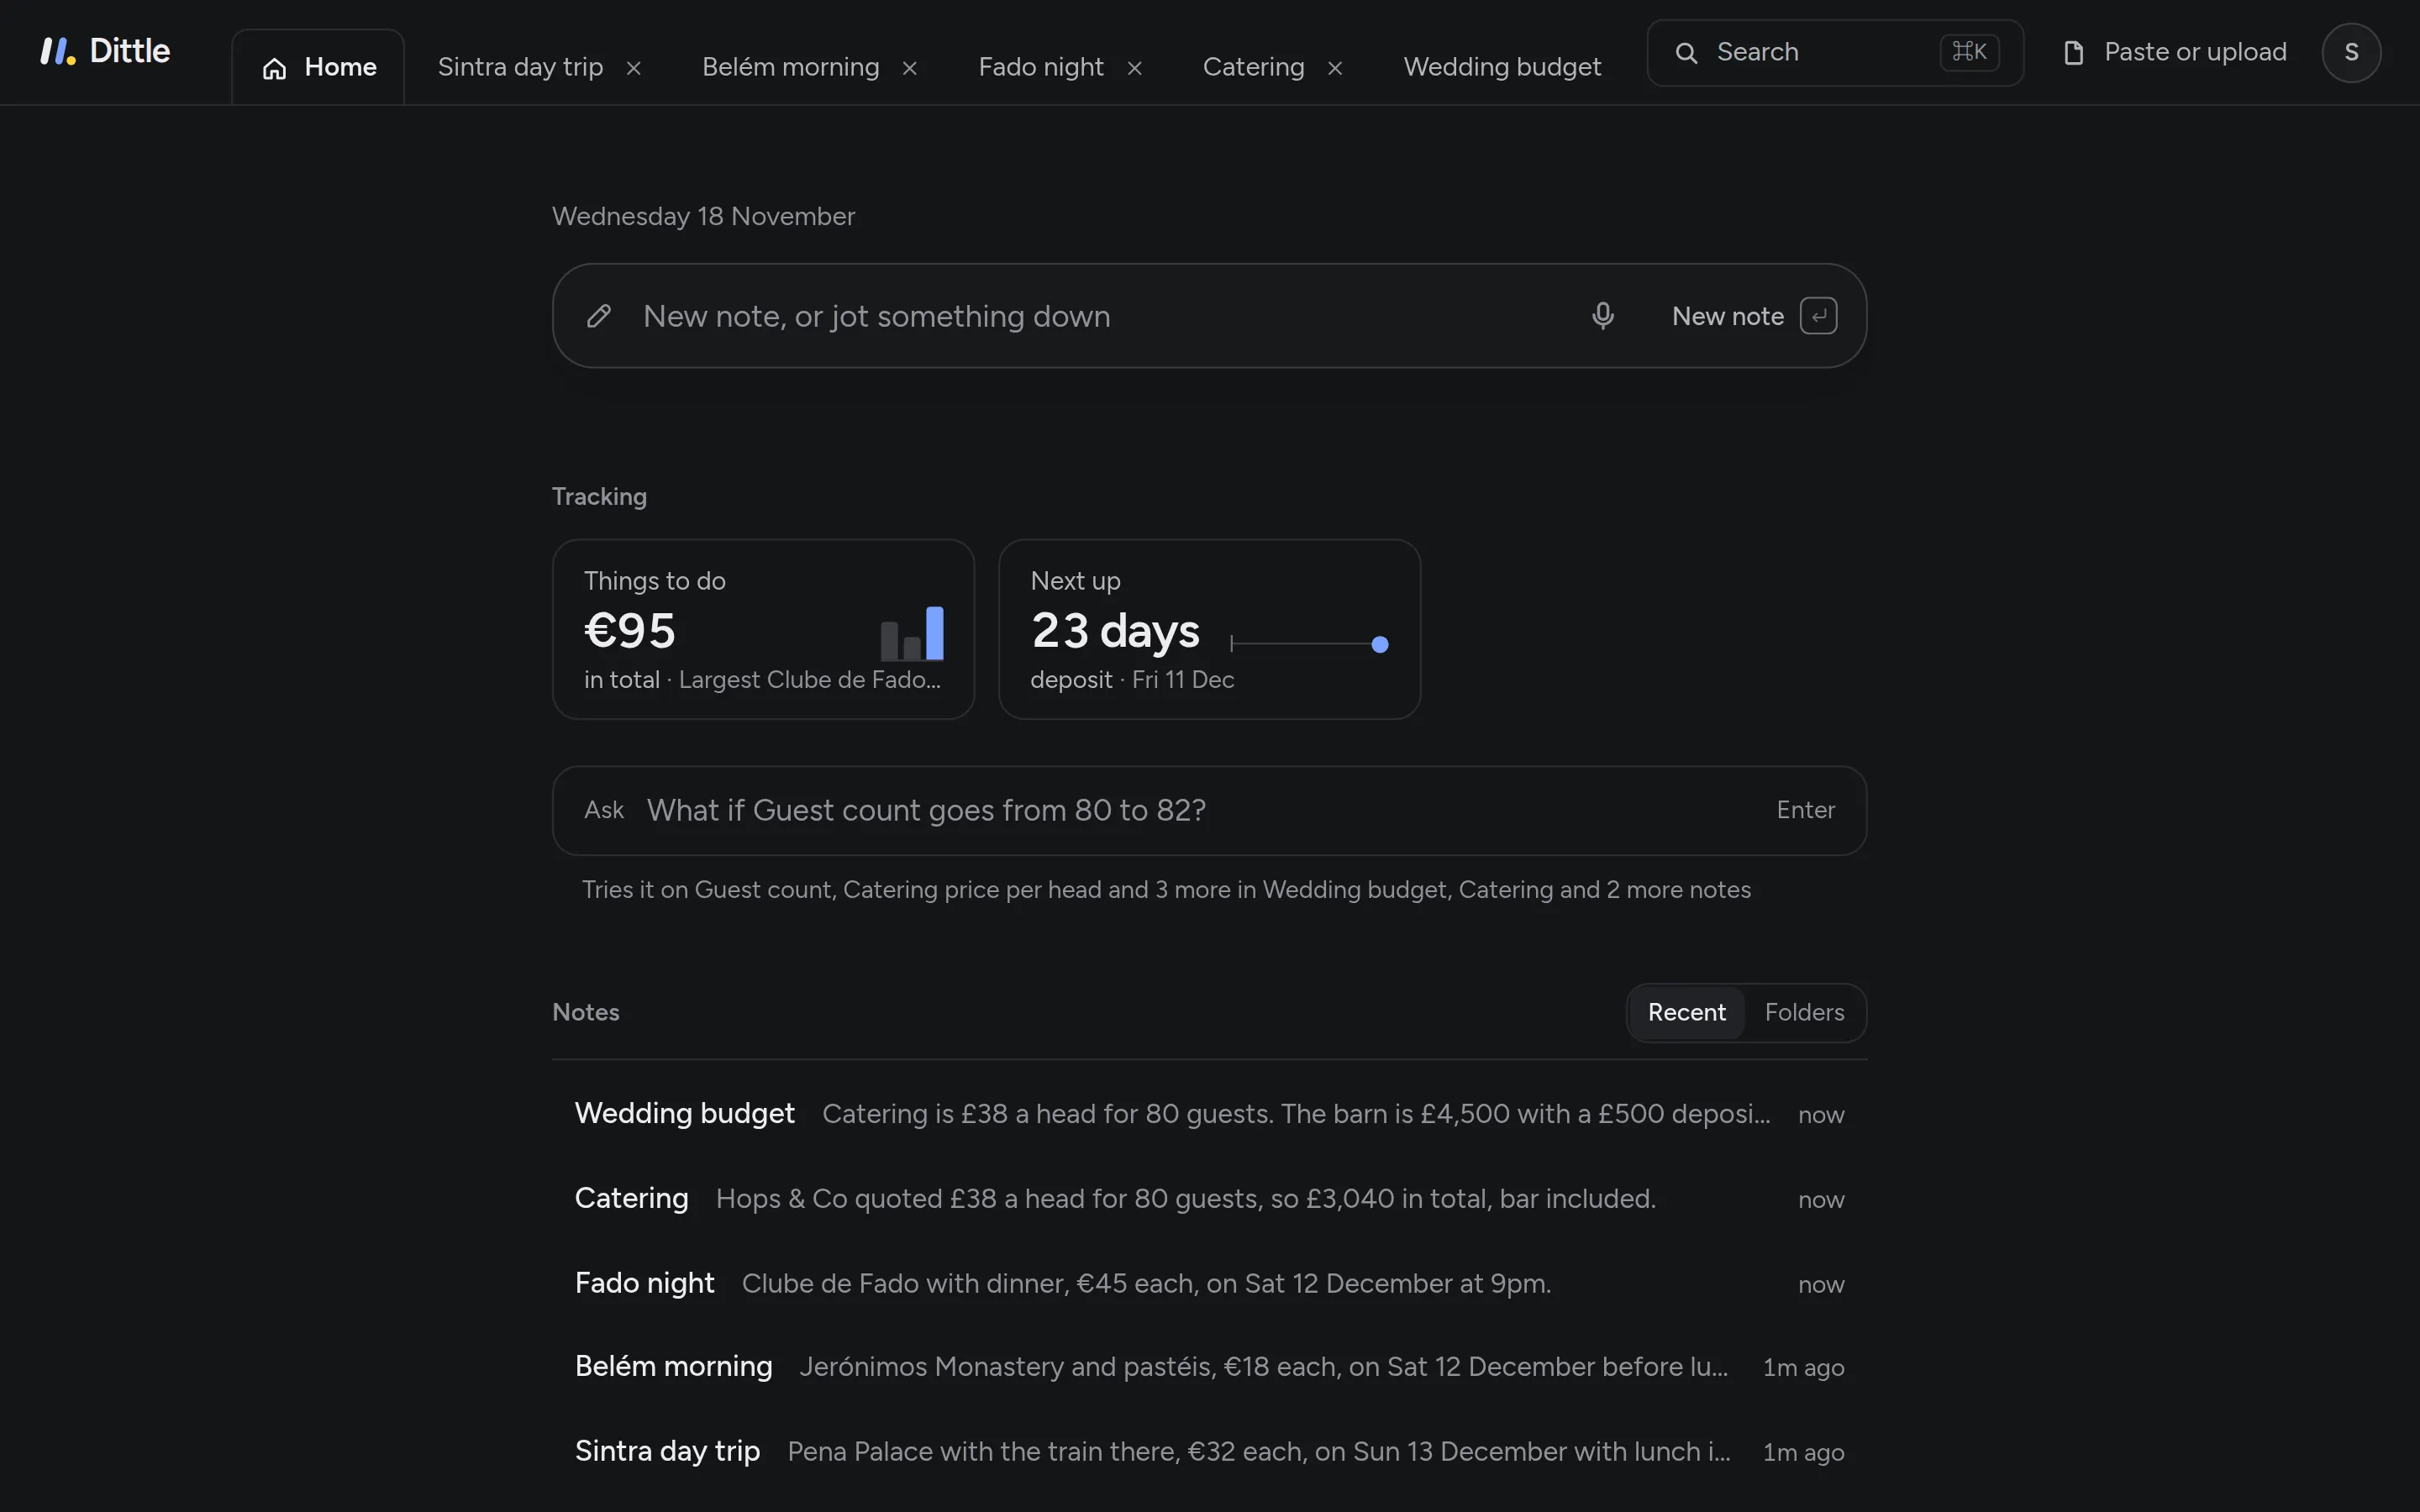 Dittle
Home
Sintra day trip
Belém morning
Fado night
Catering
Wedding budget
Search
⌘K
Paste or upload
S
Wednesday 18 November
New note, or jot something down
New note
Tracking
Things to do
€95
in total · Largest Clube de Fado...
Next up
23 days
deposit · Fri 11 Dec
Ask What if Guest count goes from 80 to 82?
Enter
Tries it on Guest count, Catering price per head and 3 more in Wedding budget, Catering and 2 more notes
Notes
Recent
Folders
Wedding budget Catering is £38 a head for 80 guests. The barn is £4,500 with a £500 deposi... now
Catering Hops & Co quoted £38 a head for 80 guests, so £3,040 in total, bar included. now
Fado night Clube de Fado with dinner, €45 each, on Sat 12 December at 9pm. now
Belém morning Jerónimos Monastery and pastéis, €18 each, on Sat 12 December before lu... 1m ago
Sintra day trip Pena Palace with the train there, €32 each, on Sun 13 December with lunch i... 1m ago